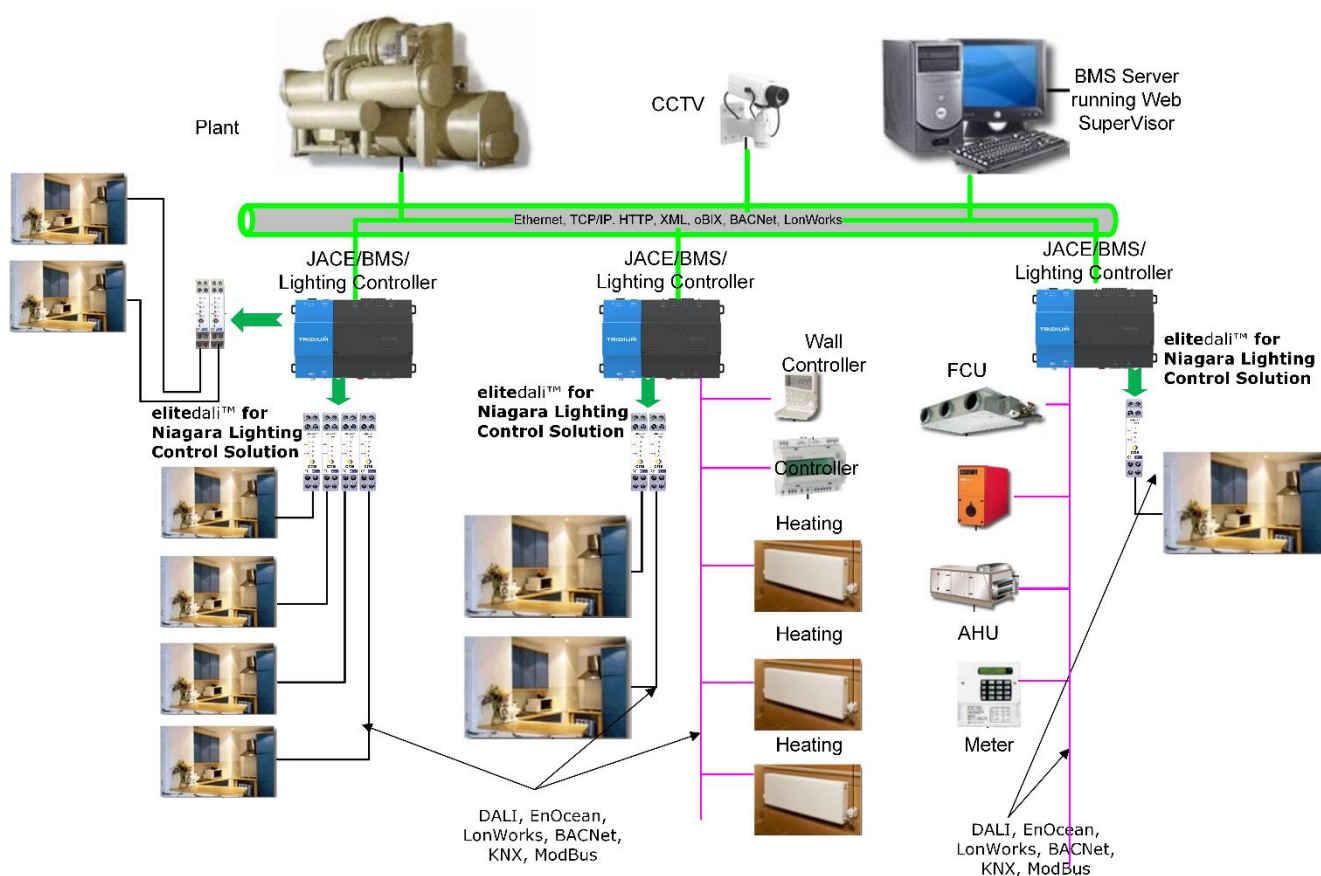 Plant
CCTV
BMS Server
running Web
SuperVisor
Ethernet, TCP/IP. HTTP, XML, oBIX, BACNet, LonWorks
JACE/BMS/
Lighting Controller
JACE/BMS/
Lighting Controller
JACE/BMS/
Lighting Controller
TRIDIUM
TRIDIUM
TRIDIUM
elitedali™ for
Niagara Lighting
Control Solution
elitedali™ for
Niagara Lighting
Control Solution
elitedali™ for
Niagara Lighting
Control Solution
Wall
Controller
FCU
Controller
Heating
Heating
AHU
Heating
Meter
DALI, EnOcean,
LonWorks, BACNet,
KNX, ModBus
DALI, EnOcean,
LonWorks, BACNet,
KNX, ModBus